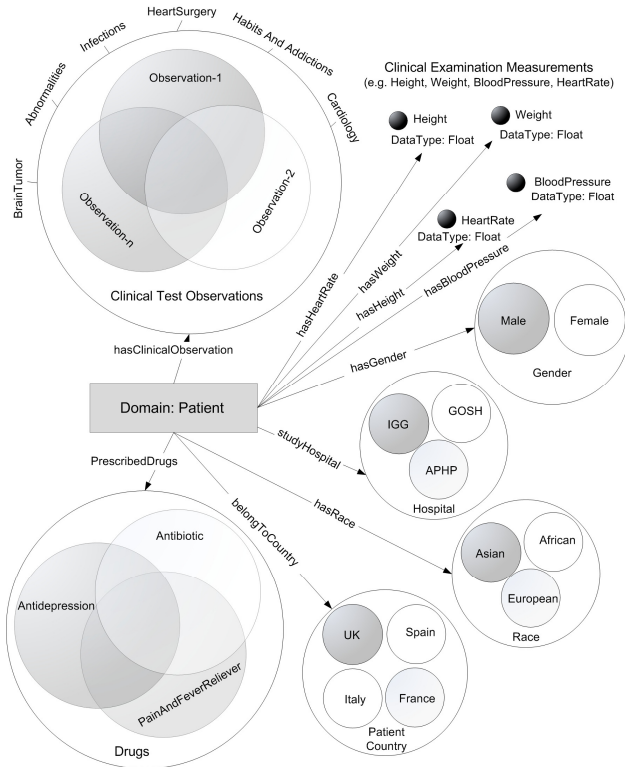 HeartSurgery
Infections
Habits And Addictions
Abnormalities
Cardiology
BrainTumor
Observation-1
Observation-2
Observation-n
Clinical Test Observations
Clinical Examination Measurements
(e.g. Height, Weight, BloodPressure, HeartRate)
Height
DataType: Float
Weight
DataType: Float
BloodPressure
DataType: Float
HeartRate
DataType: Float
hasHeartRate
hasWeight
hasHeight
hasBloodPressure
hasClinicalObservation
hasGender
Male
Female
Gender
Domain: Patient
studyHospital
IGG
GOSH
APHP
Hospital
PrescribedDrugs
belongToCountry
hasRace
Asian
African
European
Race
Antibiotic
Antidepression
PainAndFeverReliever
Drugs
UK
Spain
Italy
France
Patient
Country